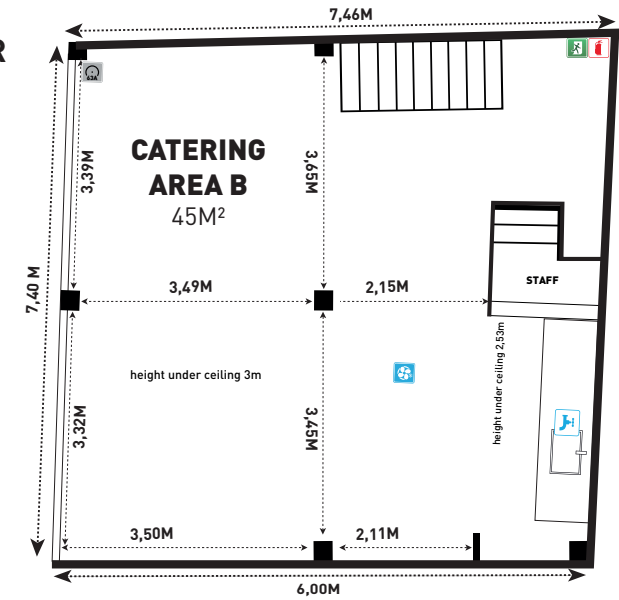 7,46M
R
63A
CATERING
AREA B
45M²
3,39M
3,65M
7,40 M
3,49M
2,15M
STAFF
height under ceiling 3m
height under ceiling 2,53m
3,32M
3,45M
3,50M
2,11M
6,00M